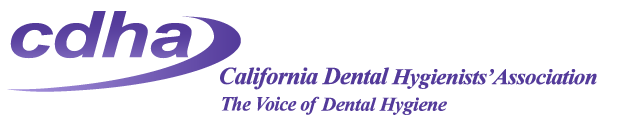 cdha
California Dental Hygienists' Association
The Voice of Dental Hygiene